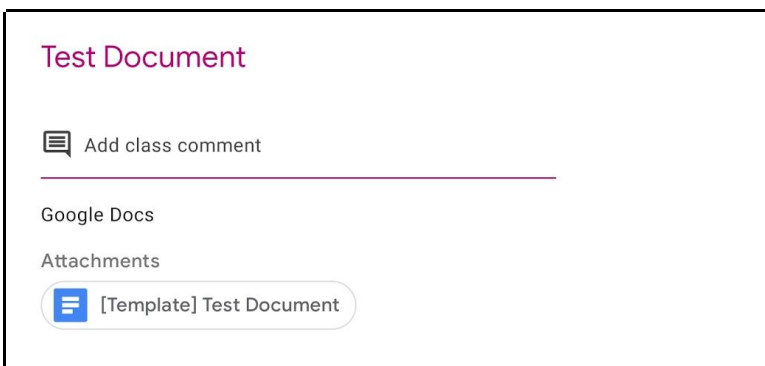 Test Document
Add class comment
Google Docs
Attachments
[Template] Test Document